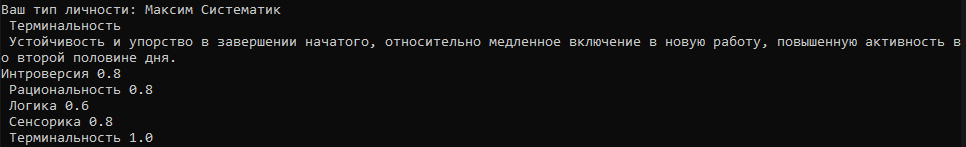 Ваш тип личности: Максим Систематик
Терминальность
Устойчивость и упорство в завершении начатого, относительно медленное включение в новую работу, повышенную активность в
о второй половине дня.
Интроверсия 0.8
Рациональность 0.8
Логика 0.6
Сенсорика 0.8
Терминальность 1.0